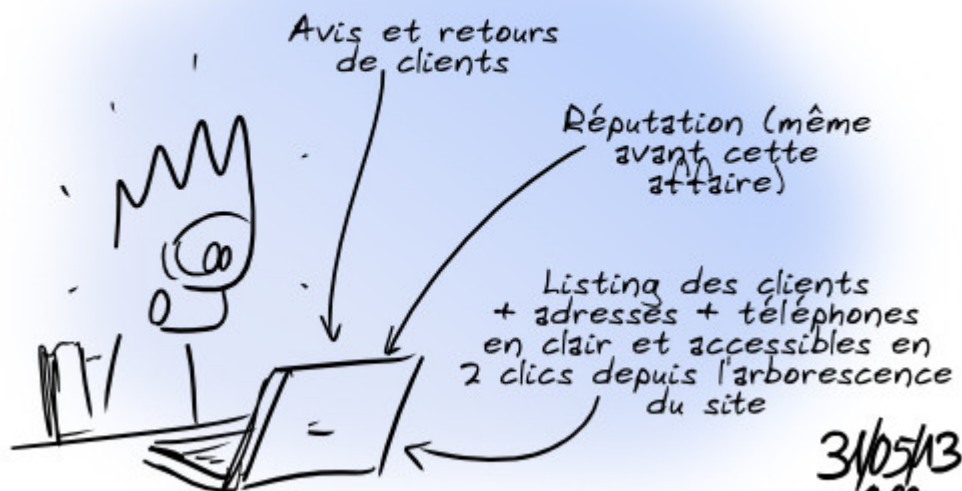 Avis et retours
de clients
Réputation (même
avant cette
affaire)
Listing des clients
+ adresses + téléphones
en clair et accessibles en
2 clics depuis l'arborescence
du site
31/05/13